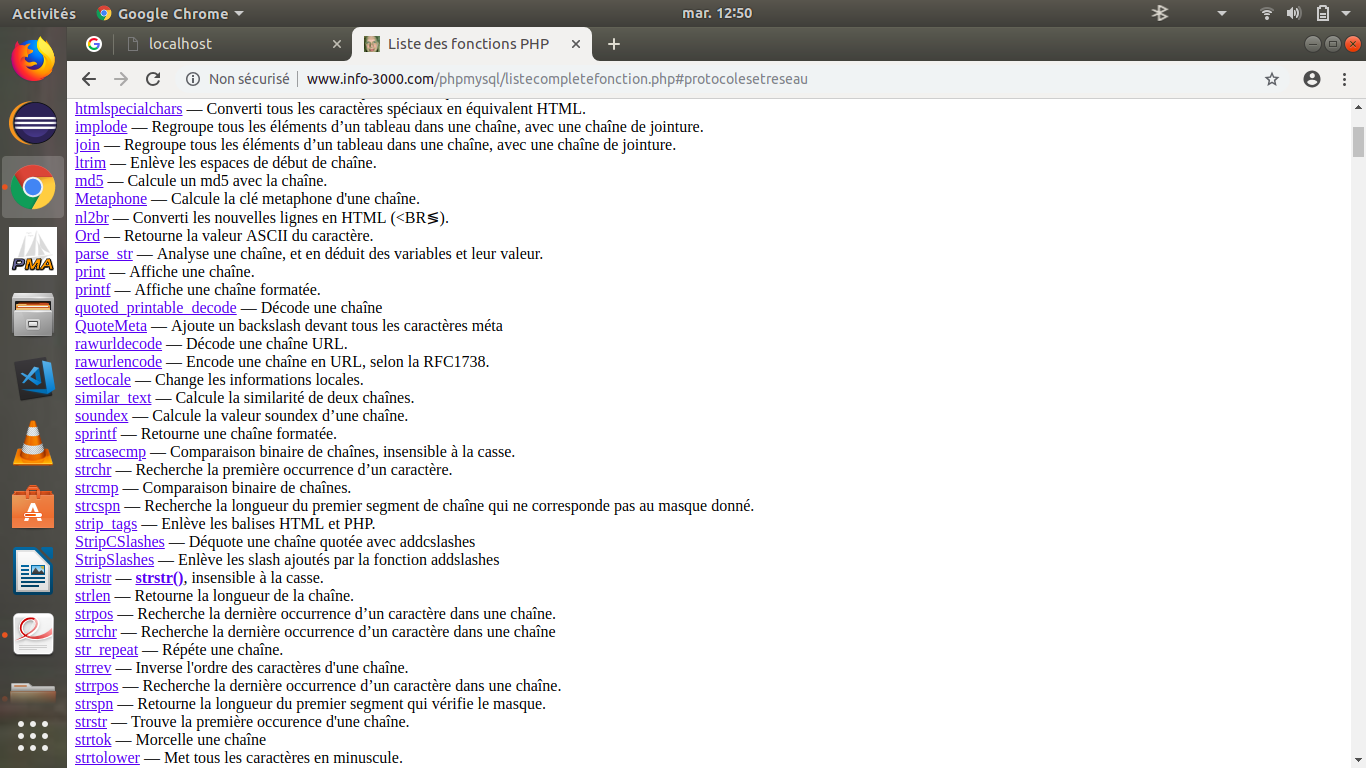 Activités Google Chrome mar. 12:50
localhost Liste des fonctions PHP
Non sécurisé www.info-3000.com/phpmysql/listecompletefonction.php#protocolesetreseau
htmlspecialchars — Converti tous les caractères spéciaux en équivalent HTML.
implode — Regroupe tous les éléments d’un tableau dans une chaîne, avec une chaîne de jointure.
join — Regroupe tous les éléments d’un tableau dans une chaîne, avec une chaîne de jointure.
ltrim — Enlève les espaces de début de chaîne.
md5 — Calcule un md5 avec la chaîne.
Metaphone — Calcule la clé metaphone d'une chaîne.
nl2br — Converti les nouvelles lignes en HTML (<BR≶).
Ord — Retourne la valeur ASCII du caractère.
parse_str — Analyse une chaîne, et en déduit des variables et leur valeur.
print — Affiche une chaîne.
printf — Affiche une chaîne formatée.
quoted_printable_decode — Décode une chaîne
QuoteMeta — Ajoute un backslash devant tous les caractères méta
rawurldecode — Décode une chaîne URL.
rawurlencode — Encode une chaîne en URL, selon la RFC1738.
setlocale — Change les informations locales.
similar_text — Calcule la similarité de deux chaînes.
soundex — Calcule la valeur soundex d’une chaîne.
sprintf — Retourne une chaîne formatée.
strcasecmp — Comparaison binaire de chaînes, insensible à la casse.
strchr — Recherche la première occurrence d’un caractère.
strcmp — Comparaison binaire de chaînes.
strcspn — Recherche la longueur du premier segment de chaîne qui ne corresponde pas au masque donné.
strip_tags — Enlève les balises HTML et PHP.
StripCSlashes — Déquote une chaîne quotée avec addcslashes
StripSlashes — Enlève les slash ajoutés par la fonction addslashes
stristr — strstr(), insensible à la casse.
strlen — Retourne la longueur de la chaîne.
strpos — Recherche la dernière occurrence d’un caractère dans une chaîne.
strrchr — Recherche la dernière occurrence d’un caractère dans une chaîne
str_repeat — Répéte une chaîne.
strrev — Inverse l'ordre des caractères d'une chaîne.
strrpos — Recherche la dernière occurrence d’un caractère dans une chaîne.
strspn — Retourne la longueur du premier segment qui vérifie le masque.
strstr — Trouve la première occurence d'une chaîne.
strtok — Morcelle une chaîne
strtolower — Met tous les caractères en minuscule.
PMA